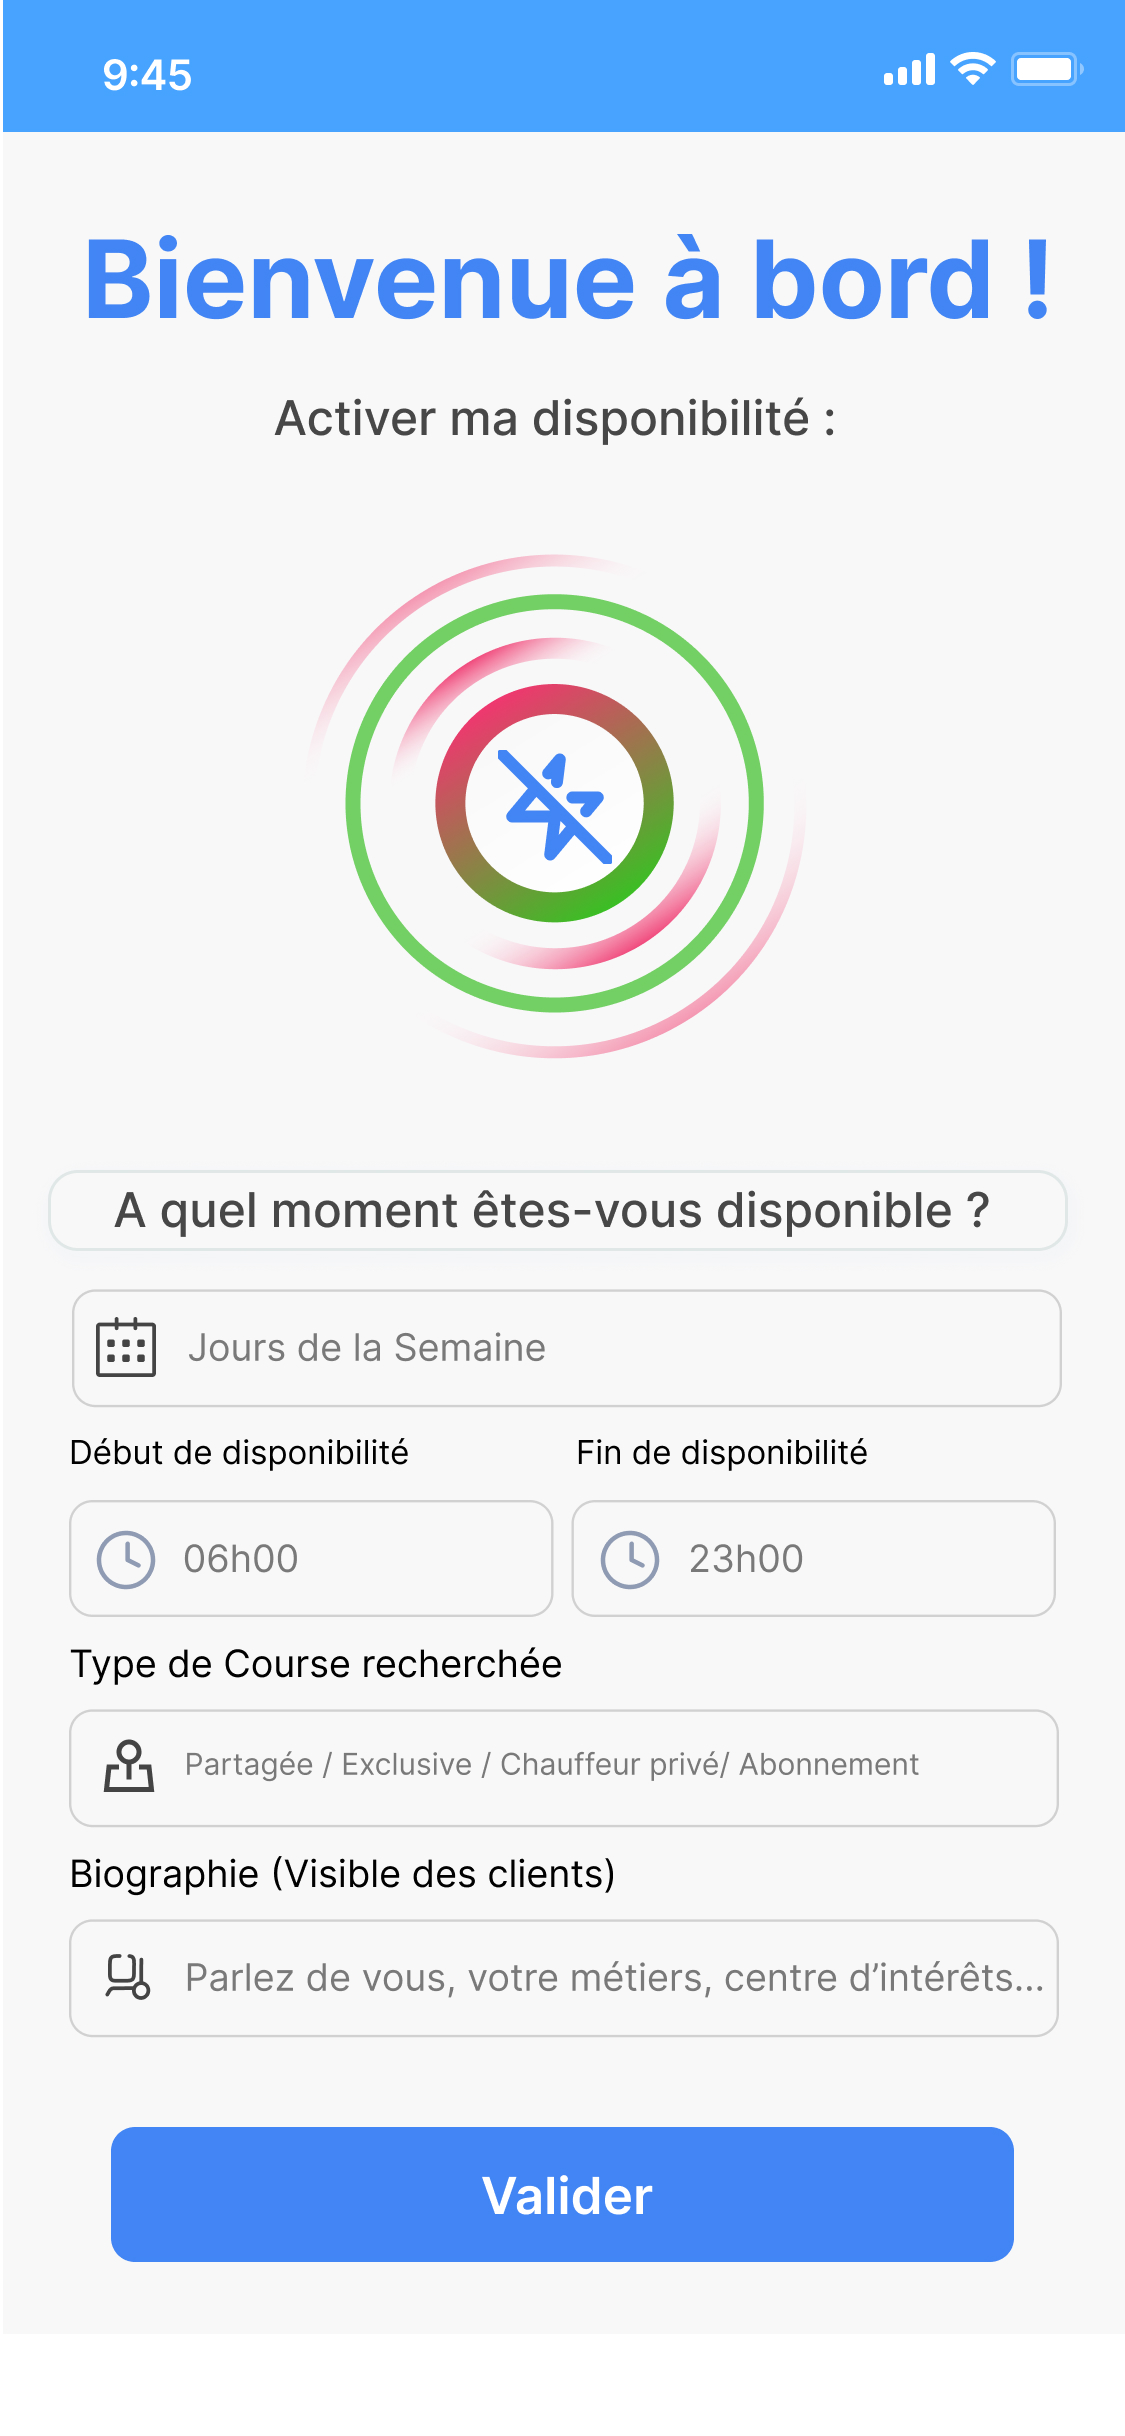 9:45
Bienvenue à bord !
Activer ma disponibilité :
A quel moment êtes-vous disponible ?
Jours de la Semaine
Début de disponibilité
Fin de disponibilité
06h00
23h00
Type de Course recherchée
Partagée / Exclusive / Chauffeur privé/ Abonnement
Biographie (Visible des clients)
Parlez de vous, votre métiers, centre d’intérêts...
Valider